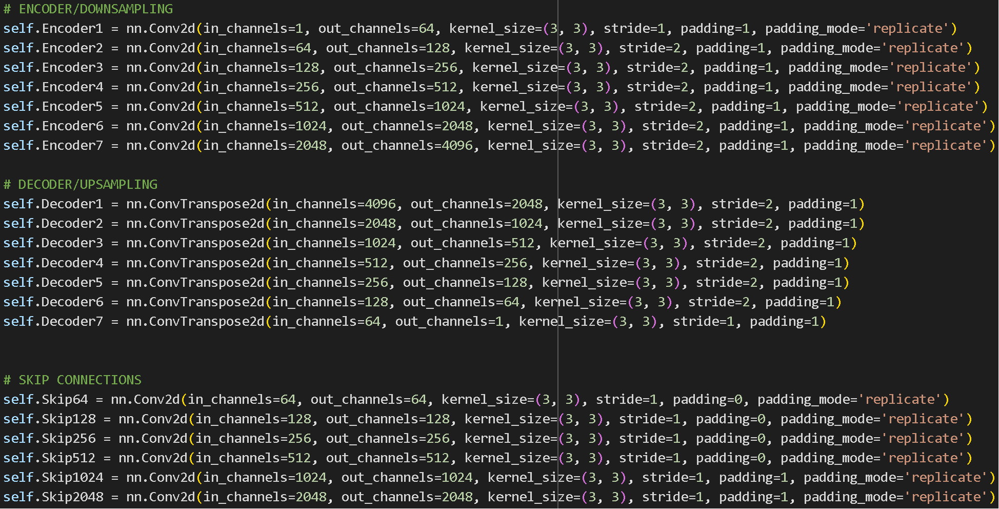 # ENCODER/DOWNSAMPLING
self.Encoder1 = nn.Conv2d(in_channels=1, out_channels=64, kernel_size=(3, 3), stride=1, padding=1, padding_mode='replicate')
self.Encoder2 = nn.Conv2d(in_channels=64, out_channels=128, kernel_size=(3, 3), stride=2, padding=1, padding_mode='replicate')
self.Encoder3 = nn.Conv2d(in_channels=128, out_channels=256, kernel_size=(3, 3), stride=2, padding=1, padding_mode='replicate')
self.Encoder4 = nn.Conv2d(in_channels=256, out_channels=512, kernel_size=(3, 3), stride=2, padding=1, padding_mode='replicate')
self.Encoder5 = nn.Conv2d(in_channels=512, out_channels=1024, kernel_size=(3, 3), stride=2, padding=1, padding_mode='replicate')
self.Encoder6 = nn.Conv2d(in_channels=1024, out_channels=2048, kernel_size=(3, 3), stride=2, padding=1, padding_mode='replicate')
self.Encoder7 = nn.Conv2d(in_channels=2048, out_channels=4096, kernel_size=(3, 3), stride=2, padding=1, padding_mode='replicate')
# DECODER/UPSAMPLING
self.Decoder1 = nn.ConvTranspose2d(in_channels=4096, out_channels=2048, kernel_size=(3, 3), stride=2, padding=1)
self.Decoder2 = nn.ConvTranspose2d(in_channels=2048, out_channels=1024, kernel_size=(3, 3), stride=2, padding=1)
self.Decoder3 = nn.ConvTranspose2d(in_channels=1024, out_channels=512, kernel_size=(3, 3), stride=2, padding=1)
self.Decoder4 = nn.ConvTranspose2d(in_channels=512, out_channels=256, kernel_size=(3, 3), stride=2, padding=1)
self.Decoder5 = nn.ConvTranspose2d(in_channels=256, out_channels=128, kernel_size=(3, 3), stride=2, padding=1)
self.Decoder6 = nn.ConvTranspose2d(in_channels=128, out_channels=64, kernel_size=(3, 3), stride=2, padding=1)
self.Decoder7 = nn.ConvTranspose2d(in_channels=64, out_channels=1, kernel_size=(3, 3), stride=1, padding=1)
# SKIP CONNECTIONS
self.Skip64 = nn.Conv2d(in_channels=64, out_channels=64, kernel_size=(3, 3), stride=1, padding=0, padding_mode='replicate')
self.Skip128 = nn.Conv2d(in_channels=128, out_channels=128, kernel_size=(3, 3), stride=1, padding=0, padding_mode='replicate')
self.Skip256 = nn.Conv2d(in_channels=256, out_channels=256, kernel_size=(3, 3), stride=1, padding=0, padding_mode='replicate')
self.Skip512 = nn.Conv2d(in_channels=512, out_channels=512, kernel_size=(3, 3), stride=1, padding=0, padding_mode='replicate')
self.Skip1024 = nn.Conv2d(in_channels=1024, out_channels=1024, kernel_size=(3, 3), stride=1, padding=1, padding_mode='replicate')
self.Skip2048 = nn.Conv2d(in_channels=2048, out_channels=2048, kernel_size=(3, 3), stride=1, padding=1, padding_mode='replicate')